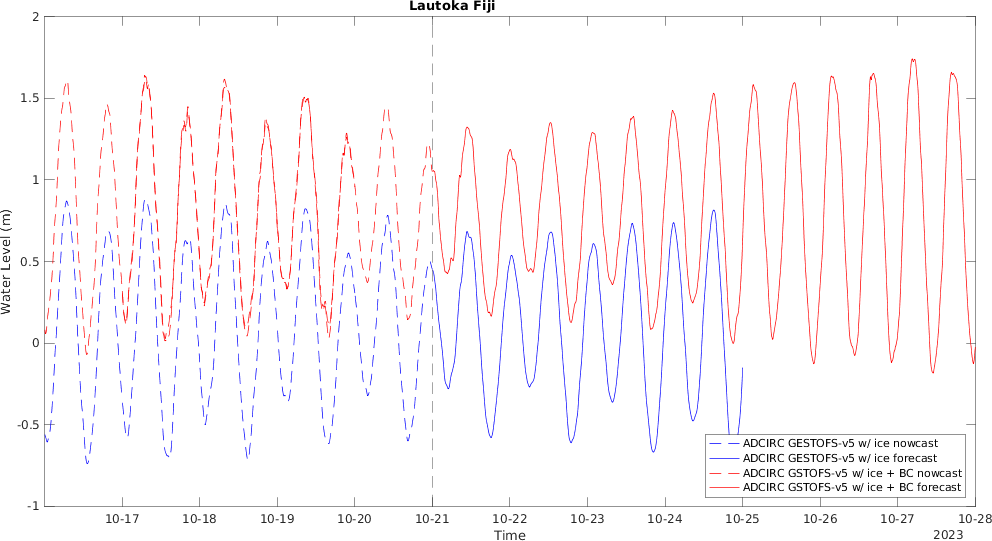 Lautoka Fiji
2
1.5
1
0.5
0
-0.5
-1
Water Level (m)
10-17 10-18 10-19 10-20 10-21 10-22 10-23 10-24 10-25 10-26 10-27 10-28
Time
2023
ADCIRC GESTOFS-v5 w/ ice nowcast
ADCIRC GESTOFS-v5 w/ ice forecast
ADCIRC GSTOFS-v5 w/ ice + BC nowcast
ADCIRC GSTOFS-v5 w/ ice + BC forecast